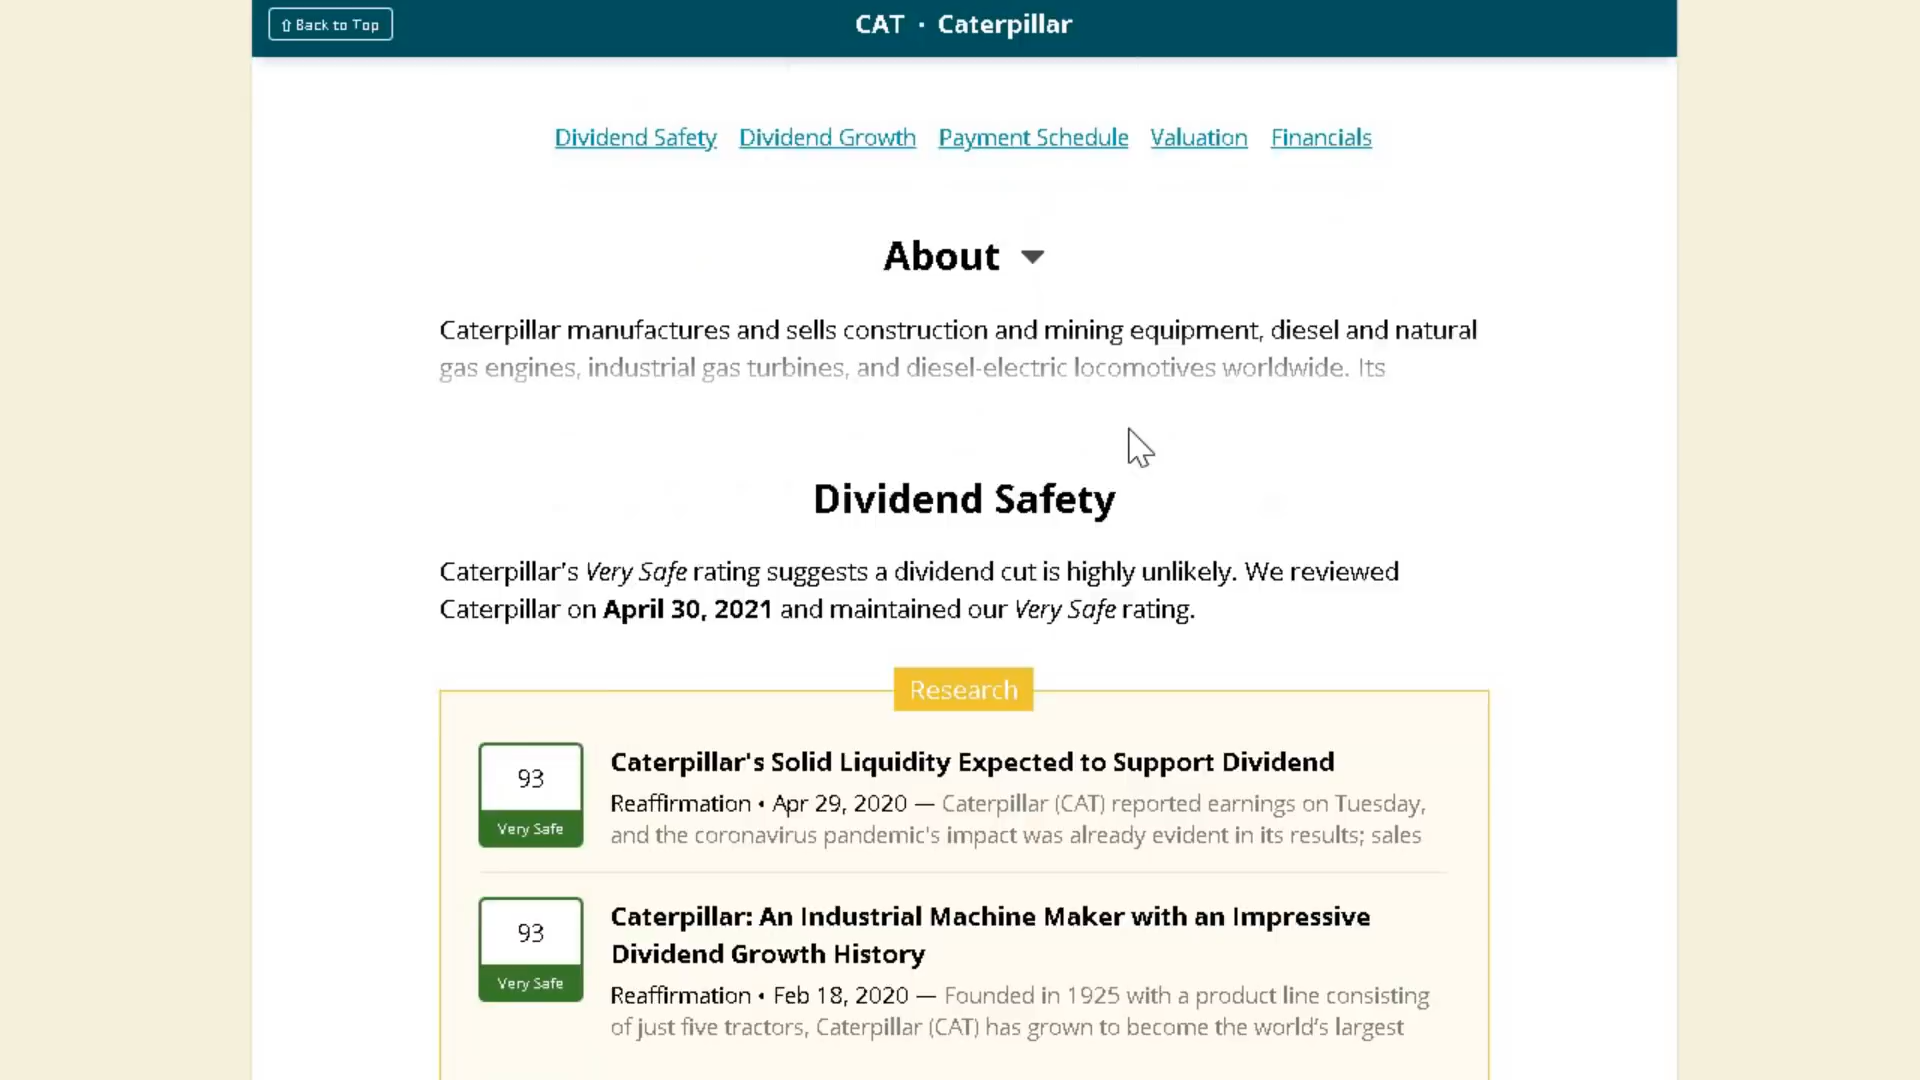 ⇧ Back to Top
CAT · Caterpillar
Dividend Safety Dividend Growth Payment Schedule Valuation Financials
About
Caterpillar manufactures and sells construction and mining equipment, diesel and natural
gas engines, industrial gas turbines, and diesel-electric locomotives worldwide. Its
Dividend Safety
Caterpillar's Very Safe rating suggests a dividend cut is highly unlikely. We reviewed
Caterpillar on April 30, 2021 and maintained our Very Safe rating.
Research
93
Very Safe
Caterpillar's Solid Liquidity Expected to Support Dividend
Reaffirmation • Apr 29, 2020 — Caterpillar (CAT) reported earnings on Tuesday,
and the coronavirus pandemic's impact was already evident in its results; sales
93
Very Safe
Caterpillar: An Industrial Machine Maker with an Impressive
Dividend Growth History
Reaffirmation • Feb 18, 2020 — Founded in 1925 with a product line consisting
of just five tractors, Caterpillar (CAT) has grown to become the world's largest